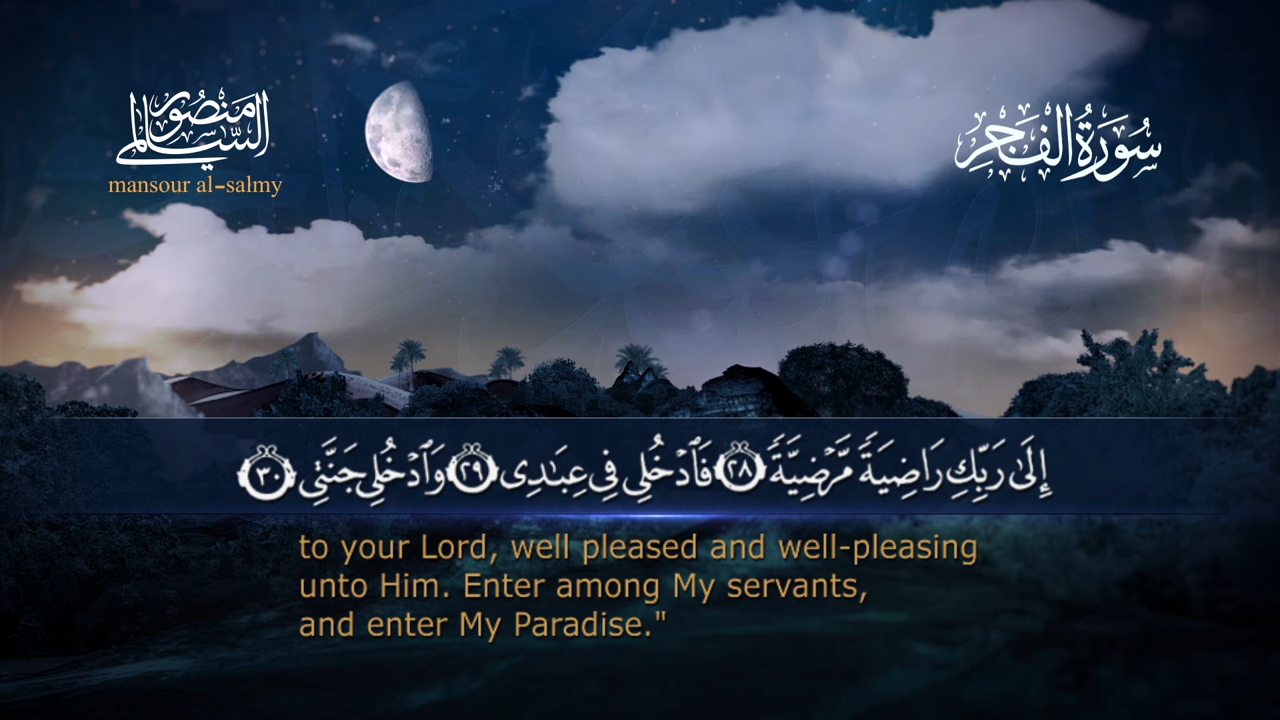 منصور السالمي
mansour al-salmy
سُورَةُ الفَجْرِ
إِلَىٰ رَبِّكِ رَاضِيَةً مَّرْضِيَّةً ٢٨ فَٱدْخُلِى فِى عِبَٰدِى ٢٩ وَٱدْخُلِى جَنَّتِى ٣٠
to your Lord, well pleased and well-pleasing
unto Him. Enter among My servants,
and enter My Paradise."